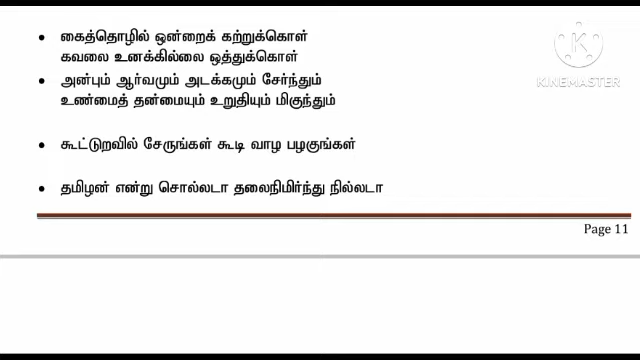 • கைத்தொழில் ஒன்றைக் கற்றுக்கொள்
கவலை உனக்கில்லை ஒத்துக்கொள்
• அன்பும் ஆர்வமும் அடக்கமும் சேர்ந்தும்
உண்மைத் தன்மையும் உறுதியும் மிகுந்தும்
• கூட்டுறவில் சேருங்கள் கூடி வாழ பழகுங்கள்
• தமிழன் என்று சொல்லடா தலைநிமிர்ந்து நில்லடா
Page 11
K
KINEMASTER